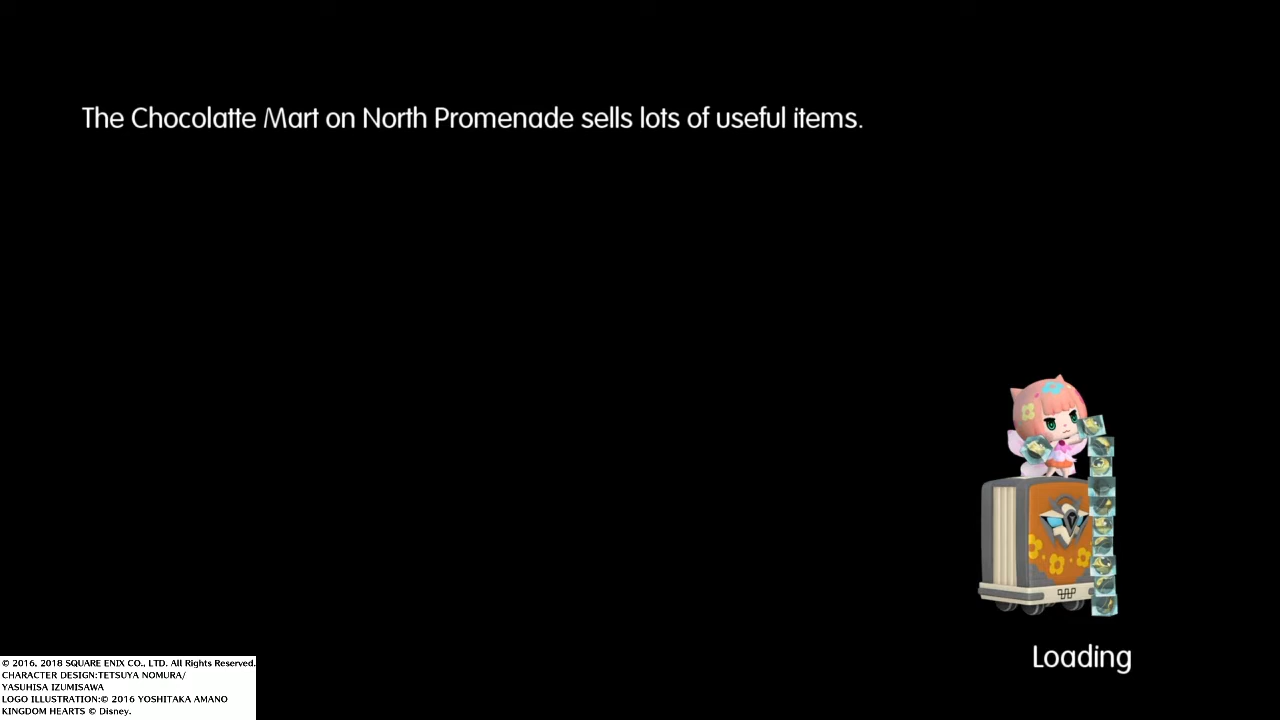 The Chocolatte Mart on North Promenade sells lots of useful items.
Loading
© 2016, 2018 SQUARE ENIX CO., LTD. All Rights Reserved.
CHARACTER DESIGN:TETSUYA NOMURA/
YASUHISA IZUMISAWA
LOGO ILLUSTRATION:© 2016 YOSHITAKA AMANO
KINGDOM HEARTS © Disney.